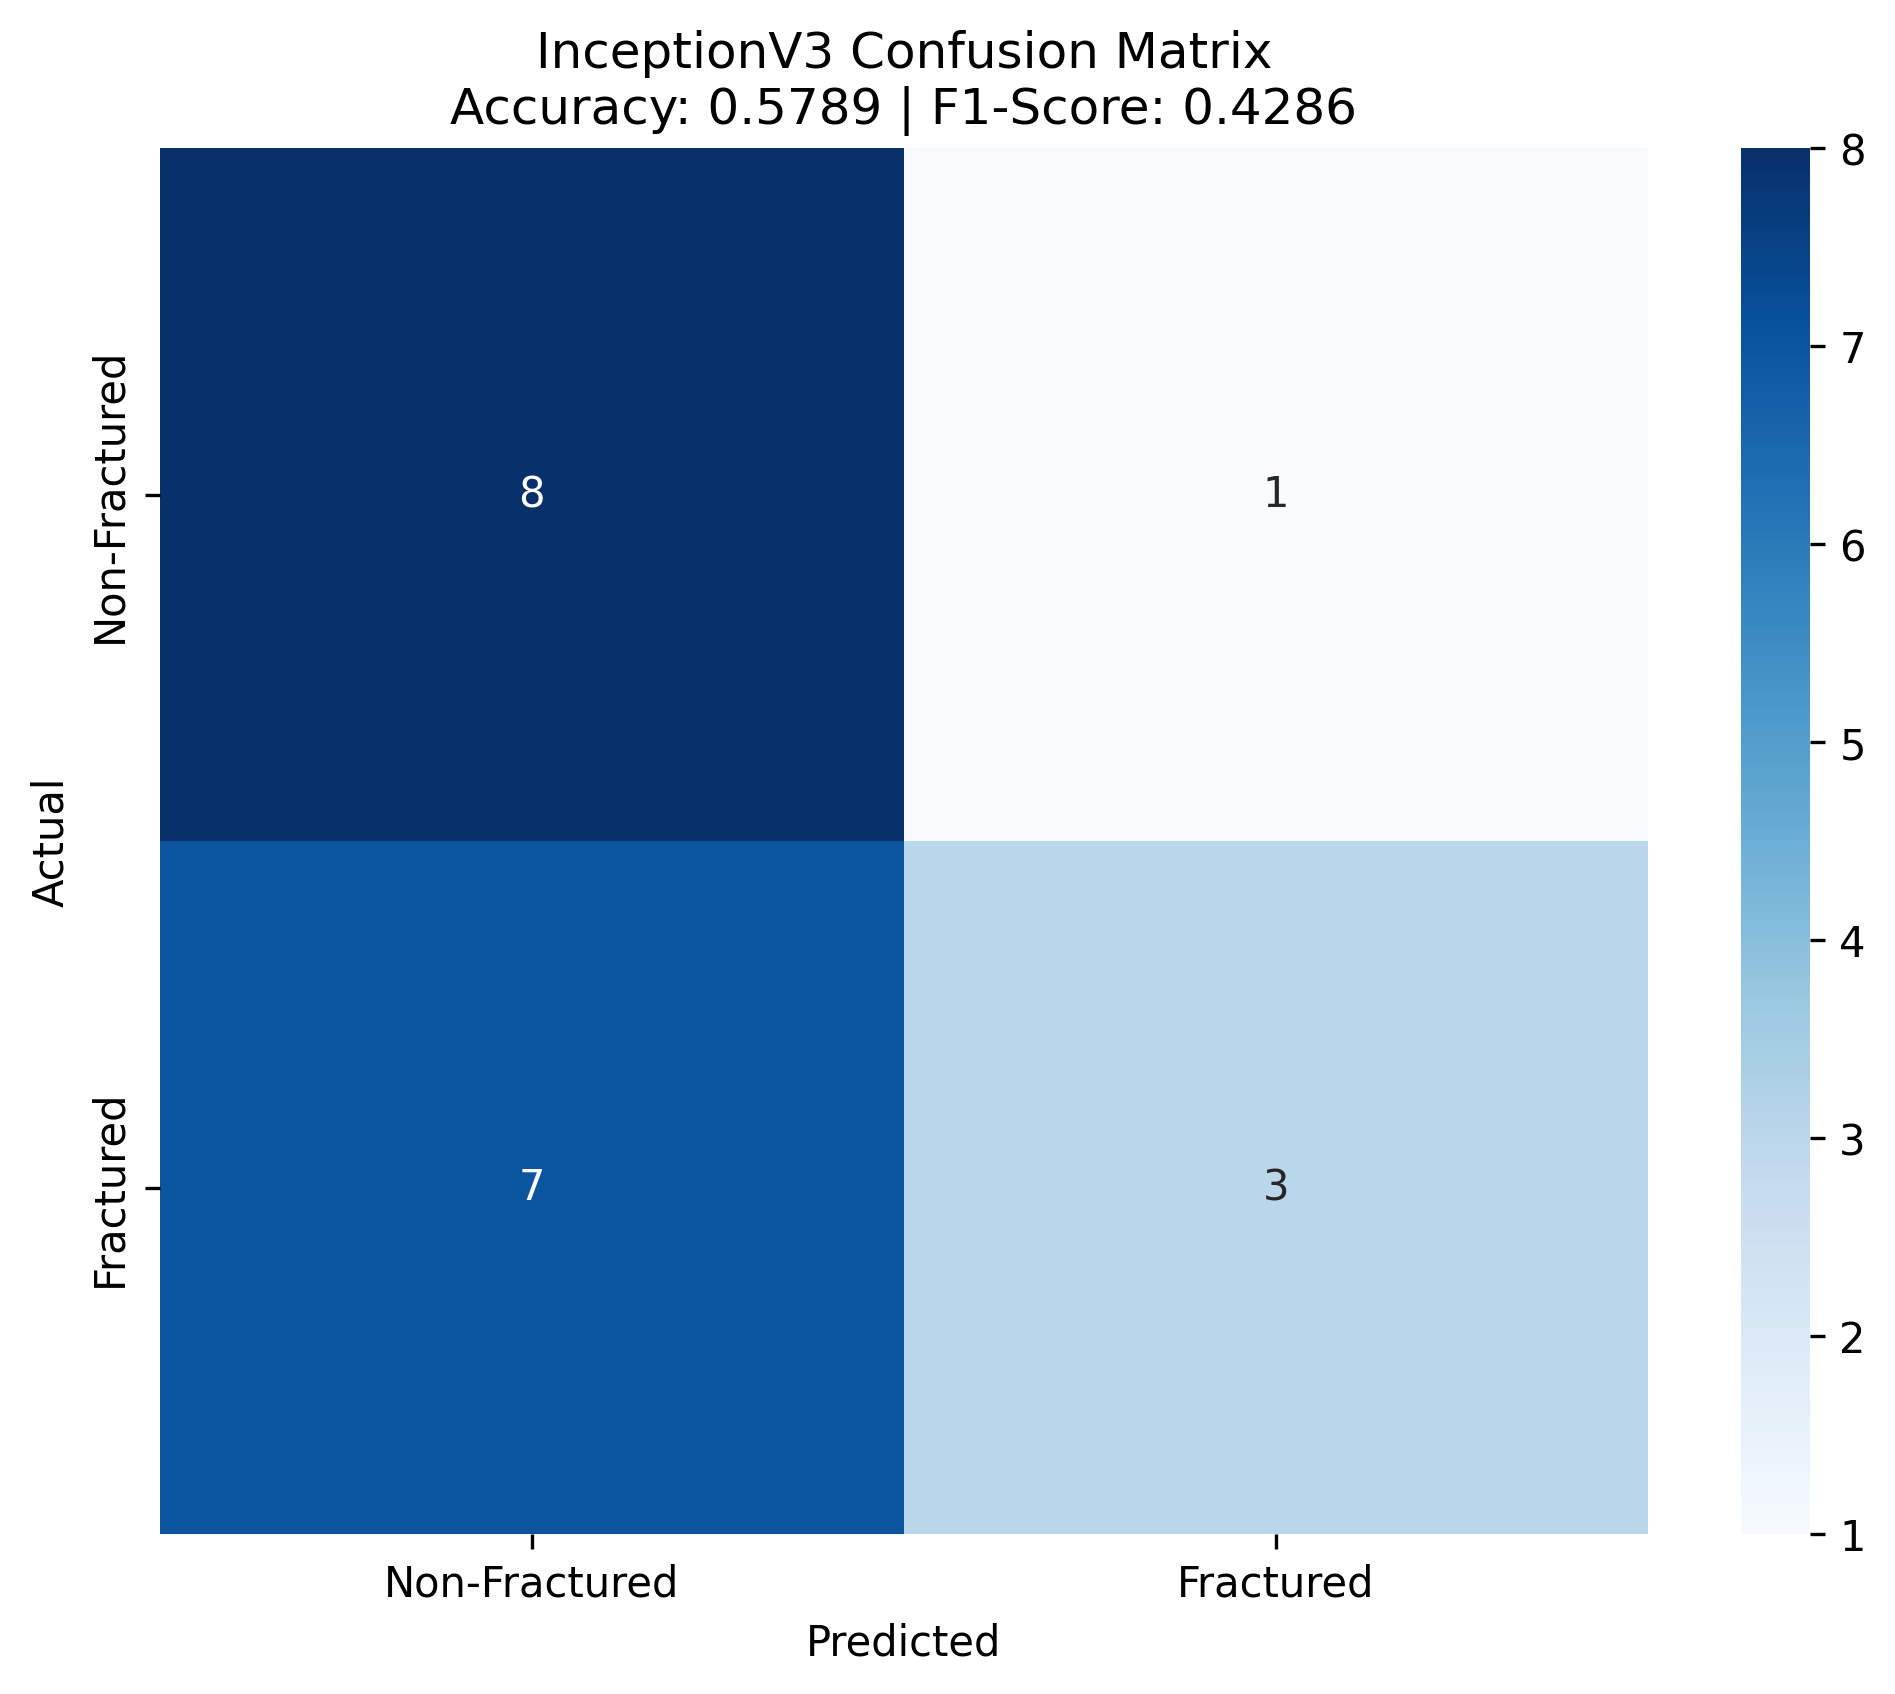 InceptionV3 Confusion Matrix
Accuracy: 0.5789 | F1-Score: 0.4286
Actual
Non-Fractured
Fractured
8
1
7
3
Non-Fractured
Fractured
Predicted
8
7
6
5
4
3
2
1